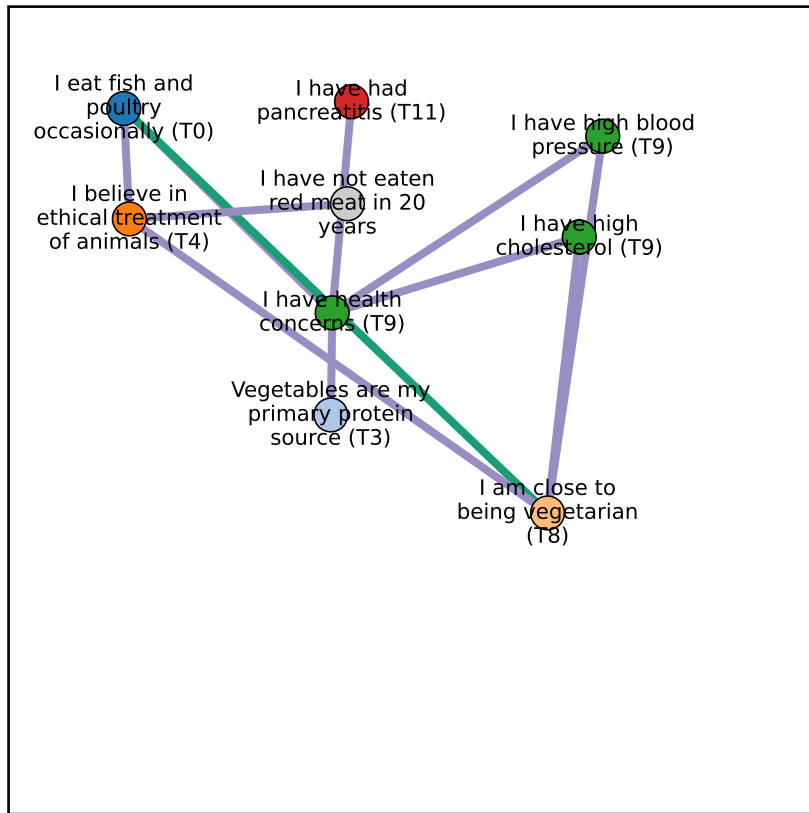 I eat fish and
poultry
occasionally (T0)
I have had
pancreatitis (T11)
I have high blood
pressure (T9)
I believe in
ethical treatment
of animals (T4)
I have not eaten
red meat in 20
years
I have high
cholesterol (T9)
I have health
concerns (T9)
Vegetables are my
primary protein
source (T3)
I am close to
being vegetarian
(T8)